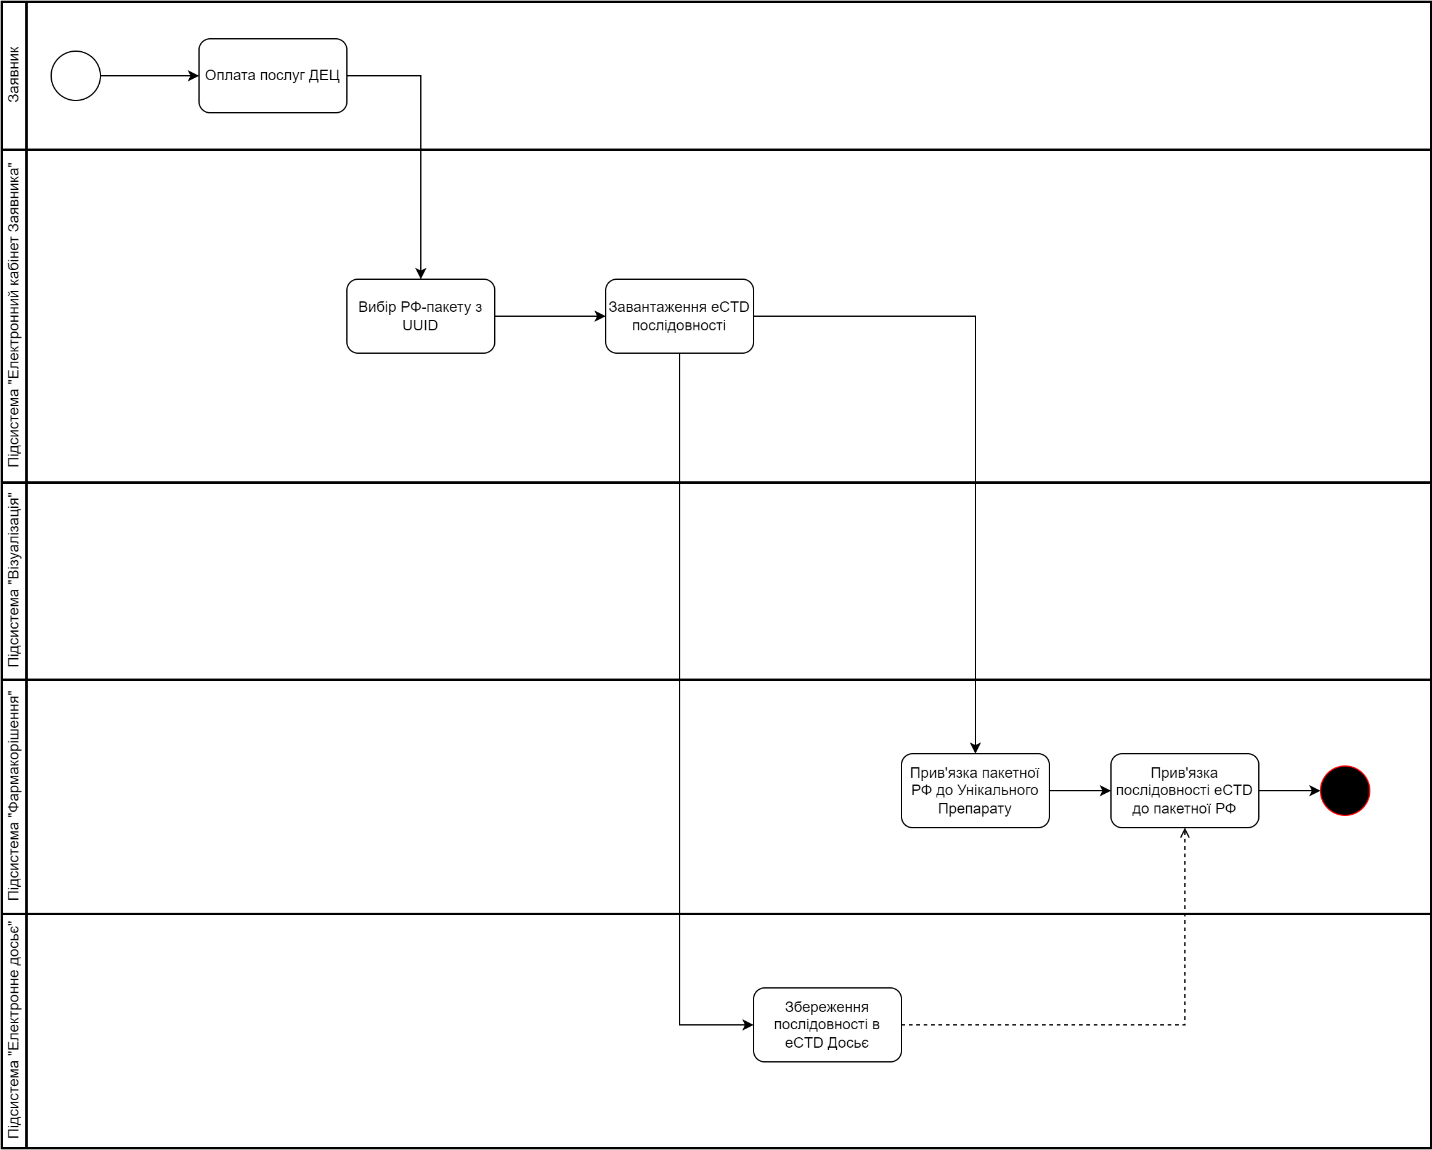 Заявник
Оплата послуг ДЕЦ
Підсистема "Електронний кабінет Заявника"
Вибір РФ-пакету з
UUID
Завантаження eCTD
послідовності
Підсистема "Візуалізація"
Підсистема "Фармакорішення"
Прив'язка пакетної
РФ до Унікального
Препарату
Прив'язка
послідовності eCTD
до пакетної РФ
Підсистема "Електронне досьє"
Збереження
послідовності в
eCTD Досьє